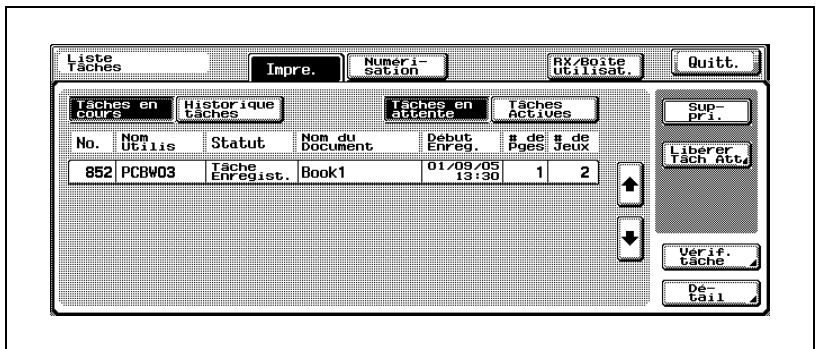 Liste
Tâches
Impre.
Numéri-
sation
RX/Boîte
utilisat.
Quitt.
Tâches en
cours
Historique
tâches
Tâches en
attente
Tâches
Actives
Sup-
pri.
No.
Nom
Utilis
Statut
Nom du
Document
Début
Enreg.
# de
Pges
# de
Jeux
Libérer
Tâch Att.
852
PCBW03
Tâche
Enregist.
Book1
01/09/05
13:30
1
2
Vérif.
tâche
Dé-
tail